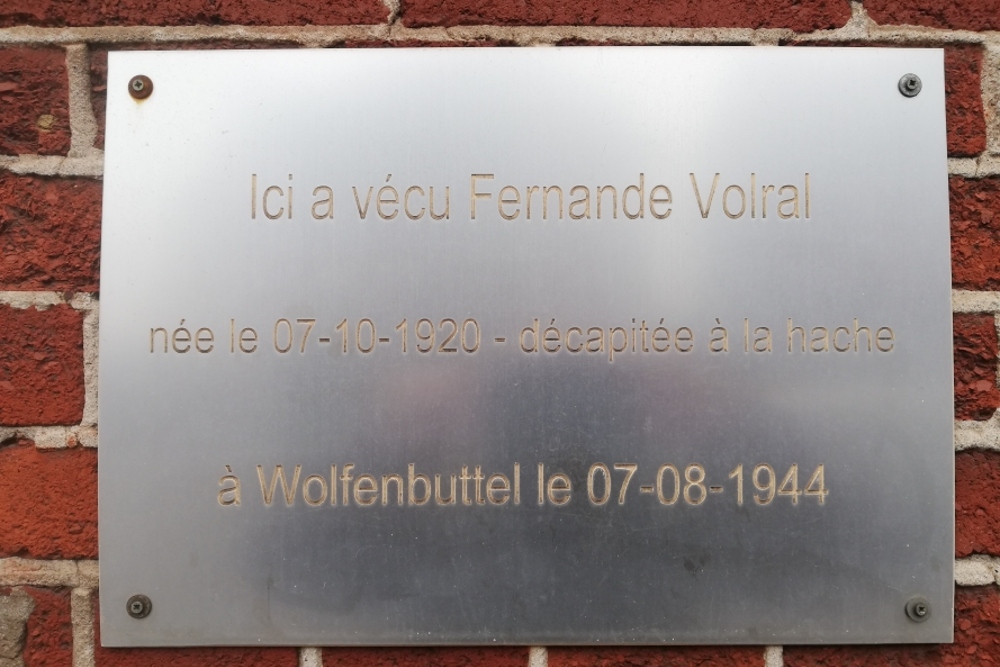 Ici a vécu Fernande Volral
née le 07-10-1920 - décapitée à la hache
à Wolfenbuttel le 07-08-1944